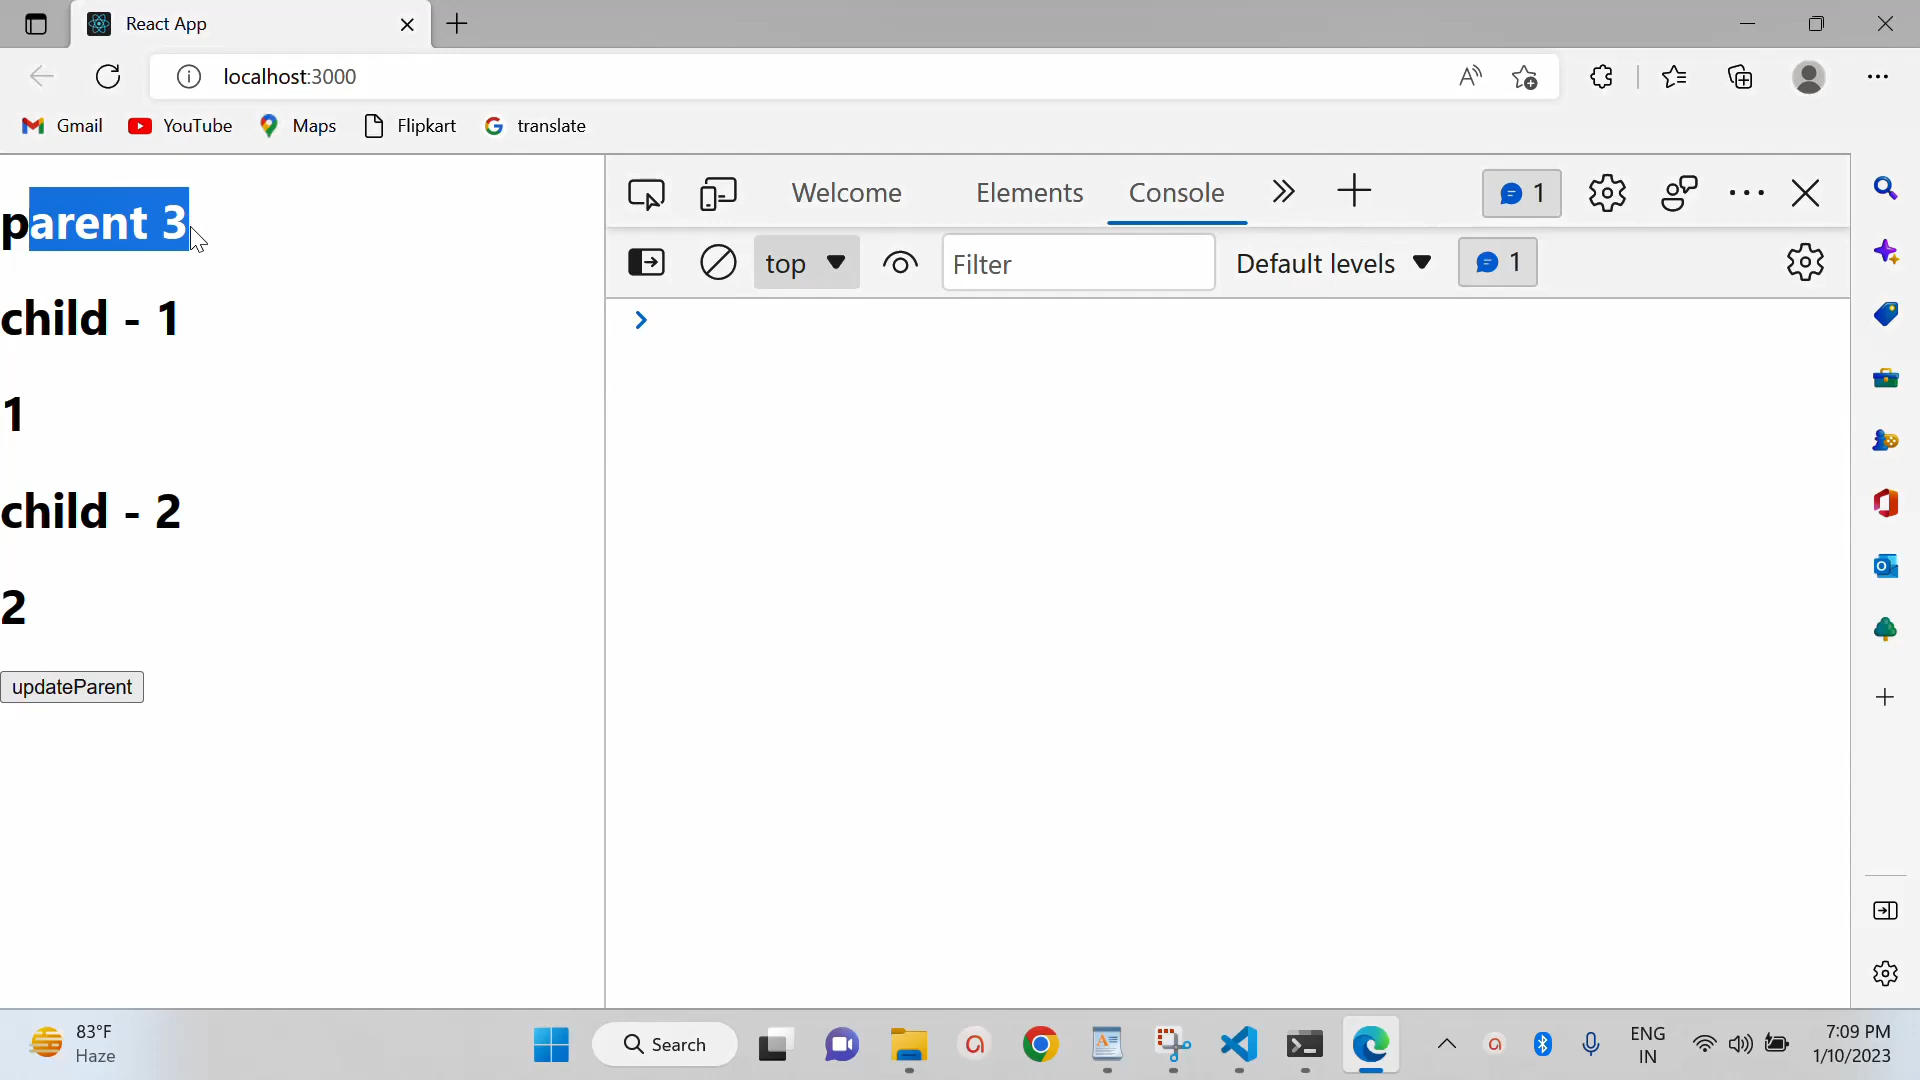 React App
localhost:3000
Gmail
YouTube
Maps
Flipkart
translate
parent 3
child - 1
1
child - 2
2
updateParent
Welcome
Elements
Console
1
top
Filter
Default levels
1
83°F
Haze
Search
ENG
IN
7:09 PM
1/10/2023